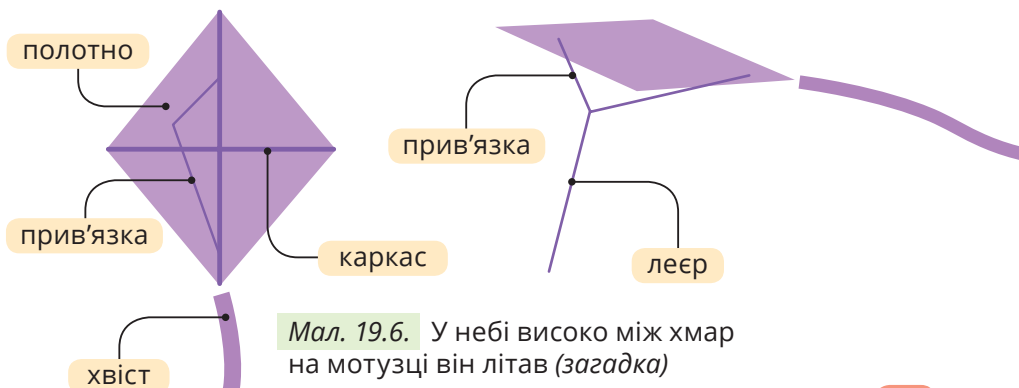 полотно
прив'язка
прив'язка
каркас
леєр
хвіст
Мал. 19.6. У небі високо між хмар
на мотузці він літав (загадка)